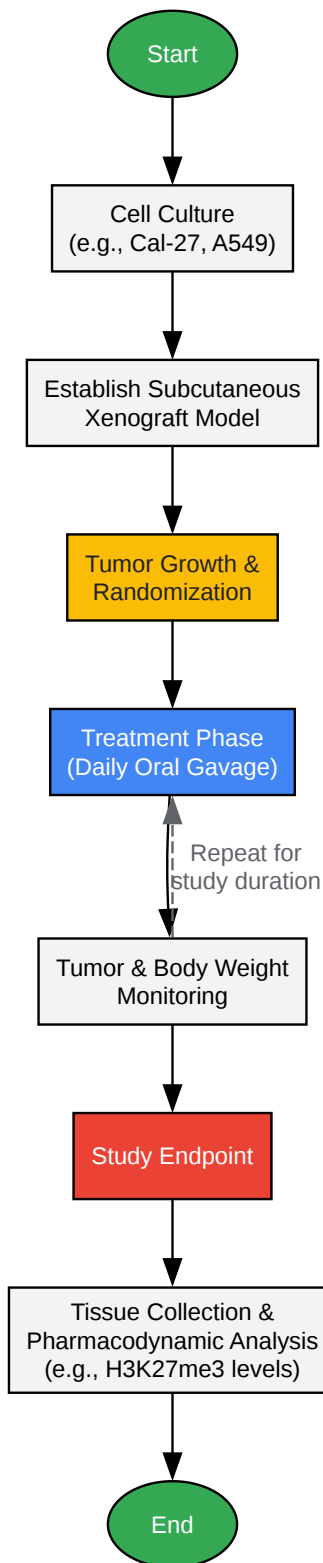 Start
Cell Culture
(e.g., Cal-27, A549)
Establish Subcutaneous
Xenograft Model
Tumor Growth &
Randomization
Treatment Phase
(Daily Oral Gavage)
Repeat for
study duration
Tumor & Body Weight
Monitoring
Study Endpoint
Tissue Collection &
Pharmacodynamic Analysis
(e.g., H3K27me3 levels)
End